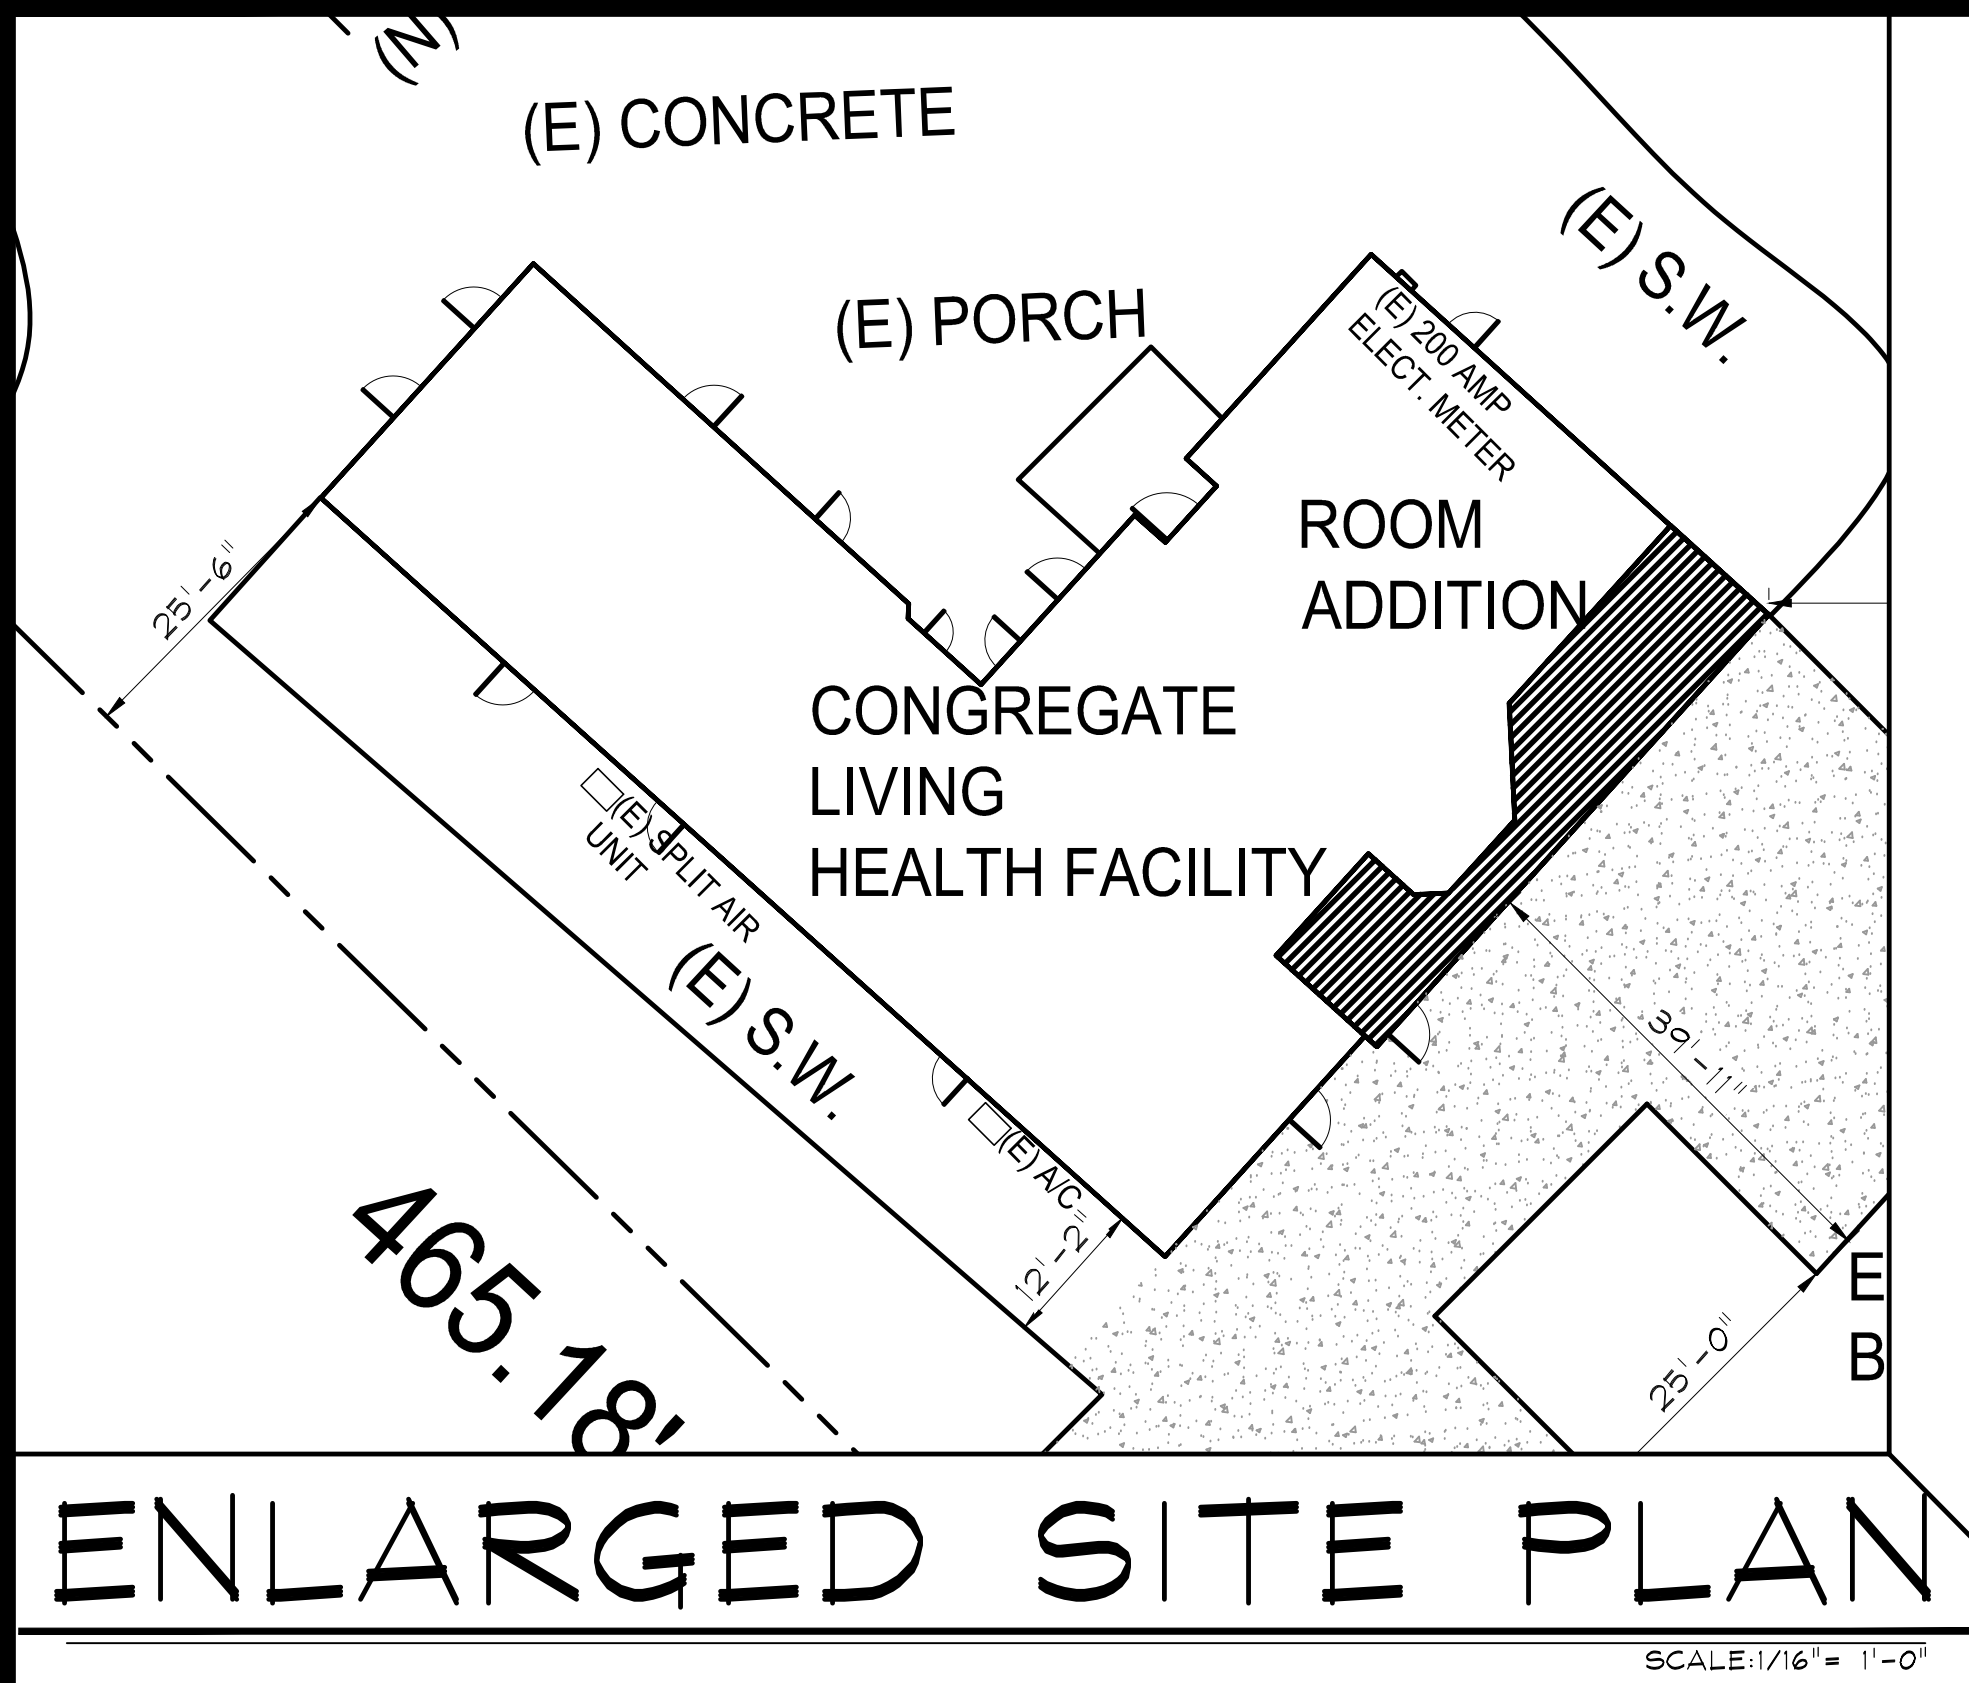 (N)
(E) CONCRETE
(E) S.W.
(E) PORCH
(E) 200 AMP
ELECT. METER
ROOM
ADDITION
25'-6"
CONGREGATE
LIVING
HEALTH FACILITY
(E) SPLIT AIR
UNIT
(E) S.W.
39'-11"
(E) A/C
12'-2"
465.18'
25'-0"
E
B
ENLARGED SITE PLAN
SCALE:1/16"= 1'-0"